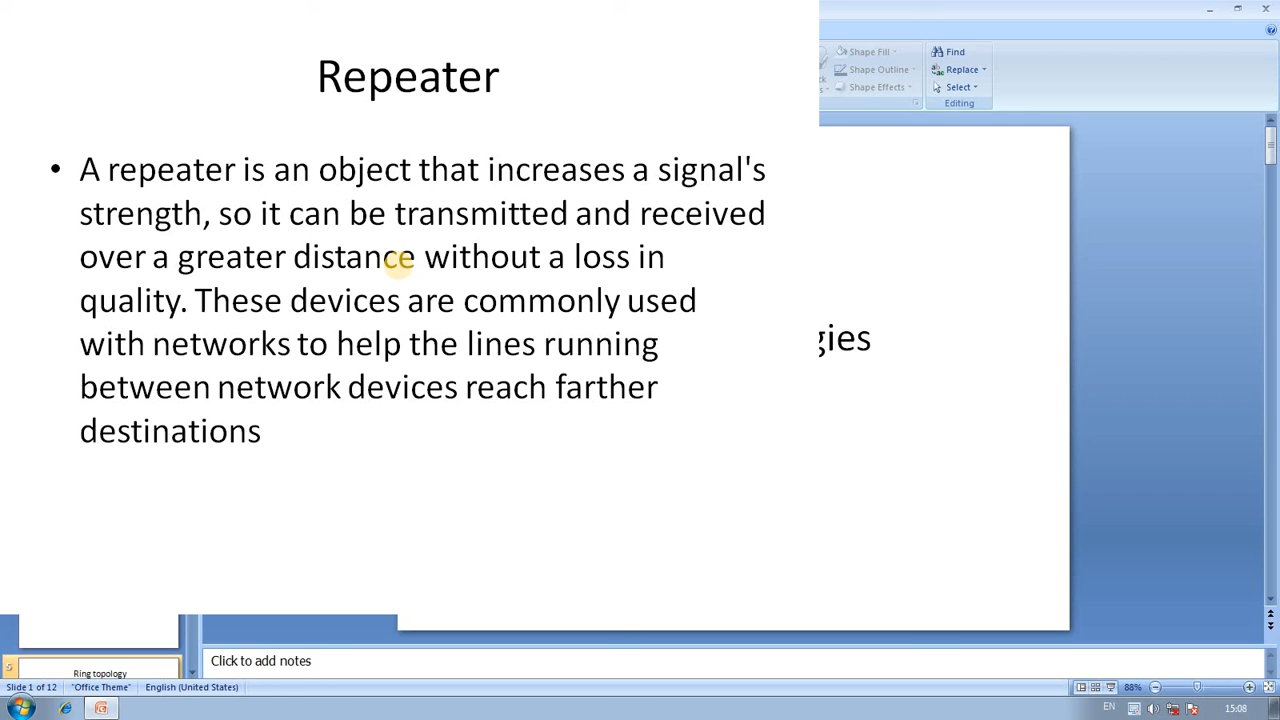 Repeater
• A repeater is an object that increases a signal's
strength, so it can be transmitted and received
over a greater distance without a loss in
quality. These devices are commonly used
with networks to help the lines running
between network devices reach farther
destinations
Shape Fill
Shape Outline
Shape Effects
Find
Replace
Select
Editing
gies
5
Ring topology
Click to add notes
Slide 1 of 12
"Office Theme"
English (United States)
88%
EN
15:08